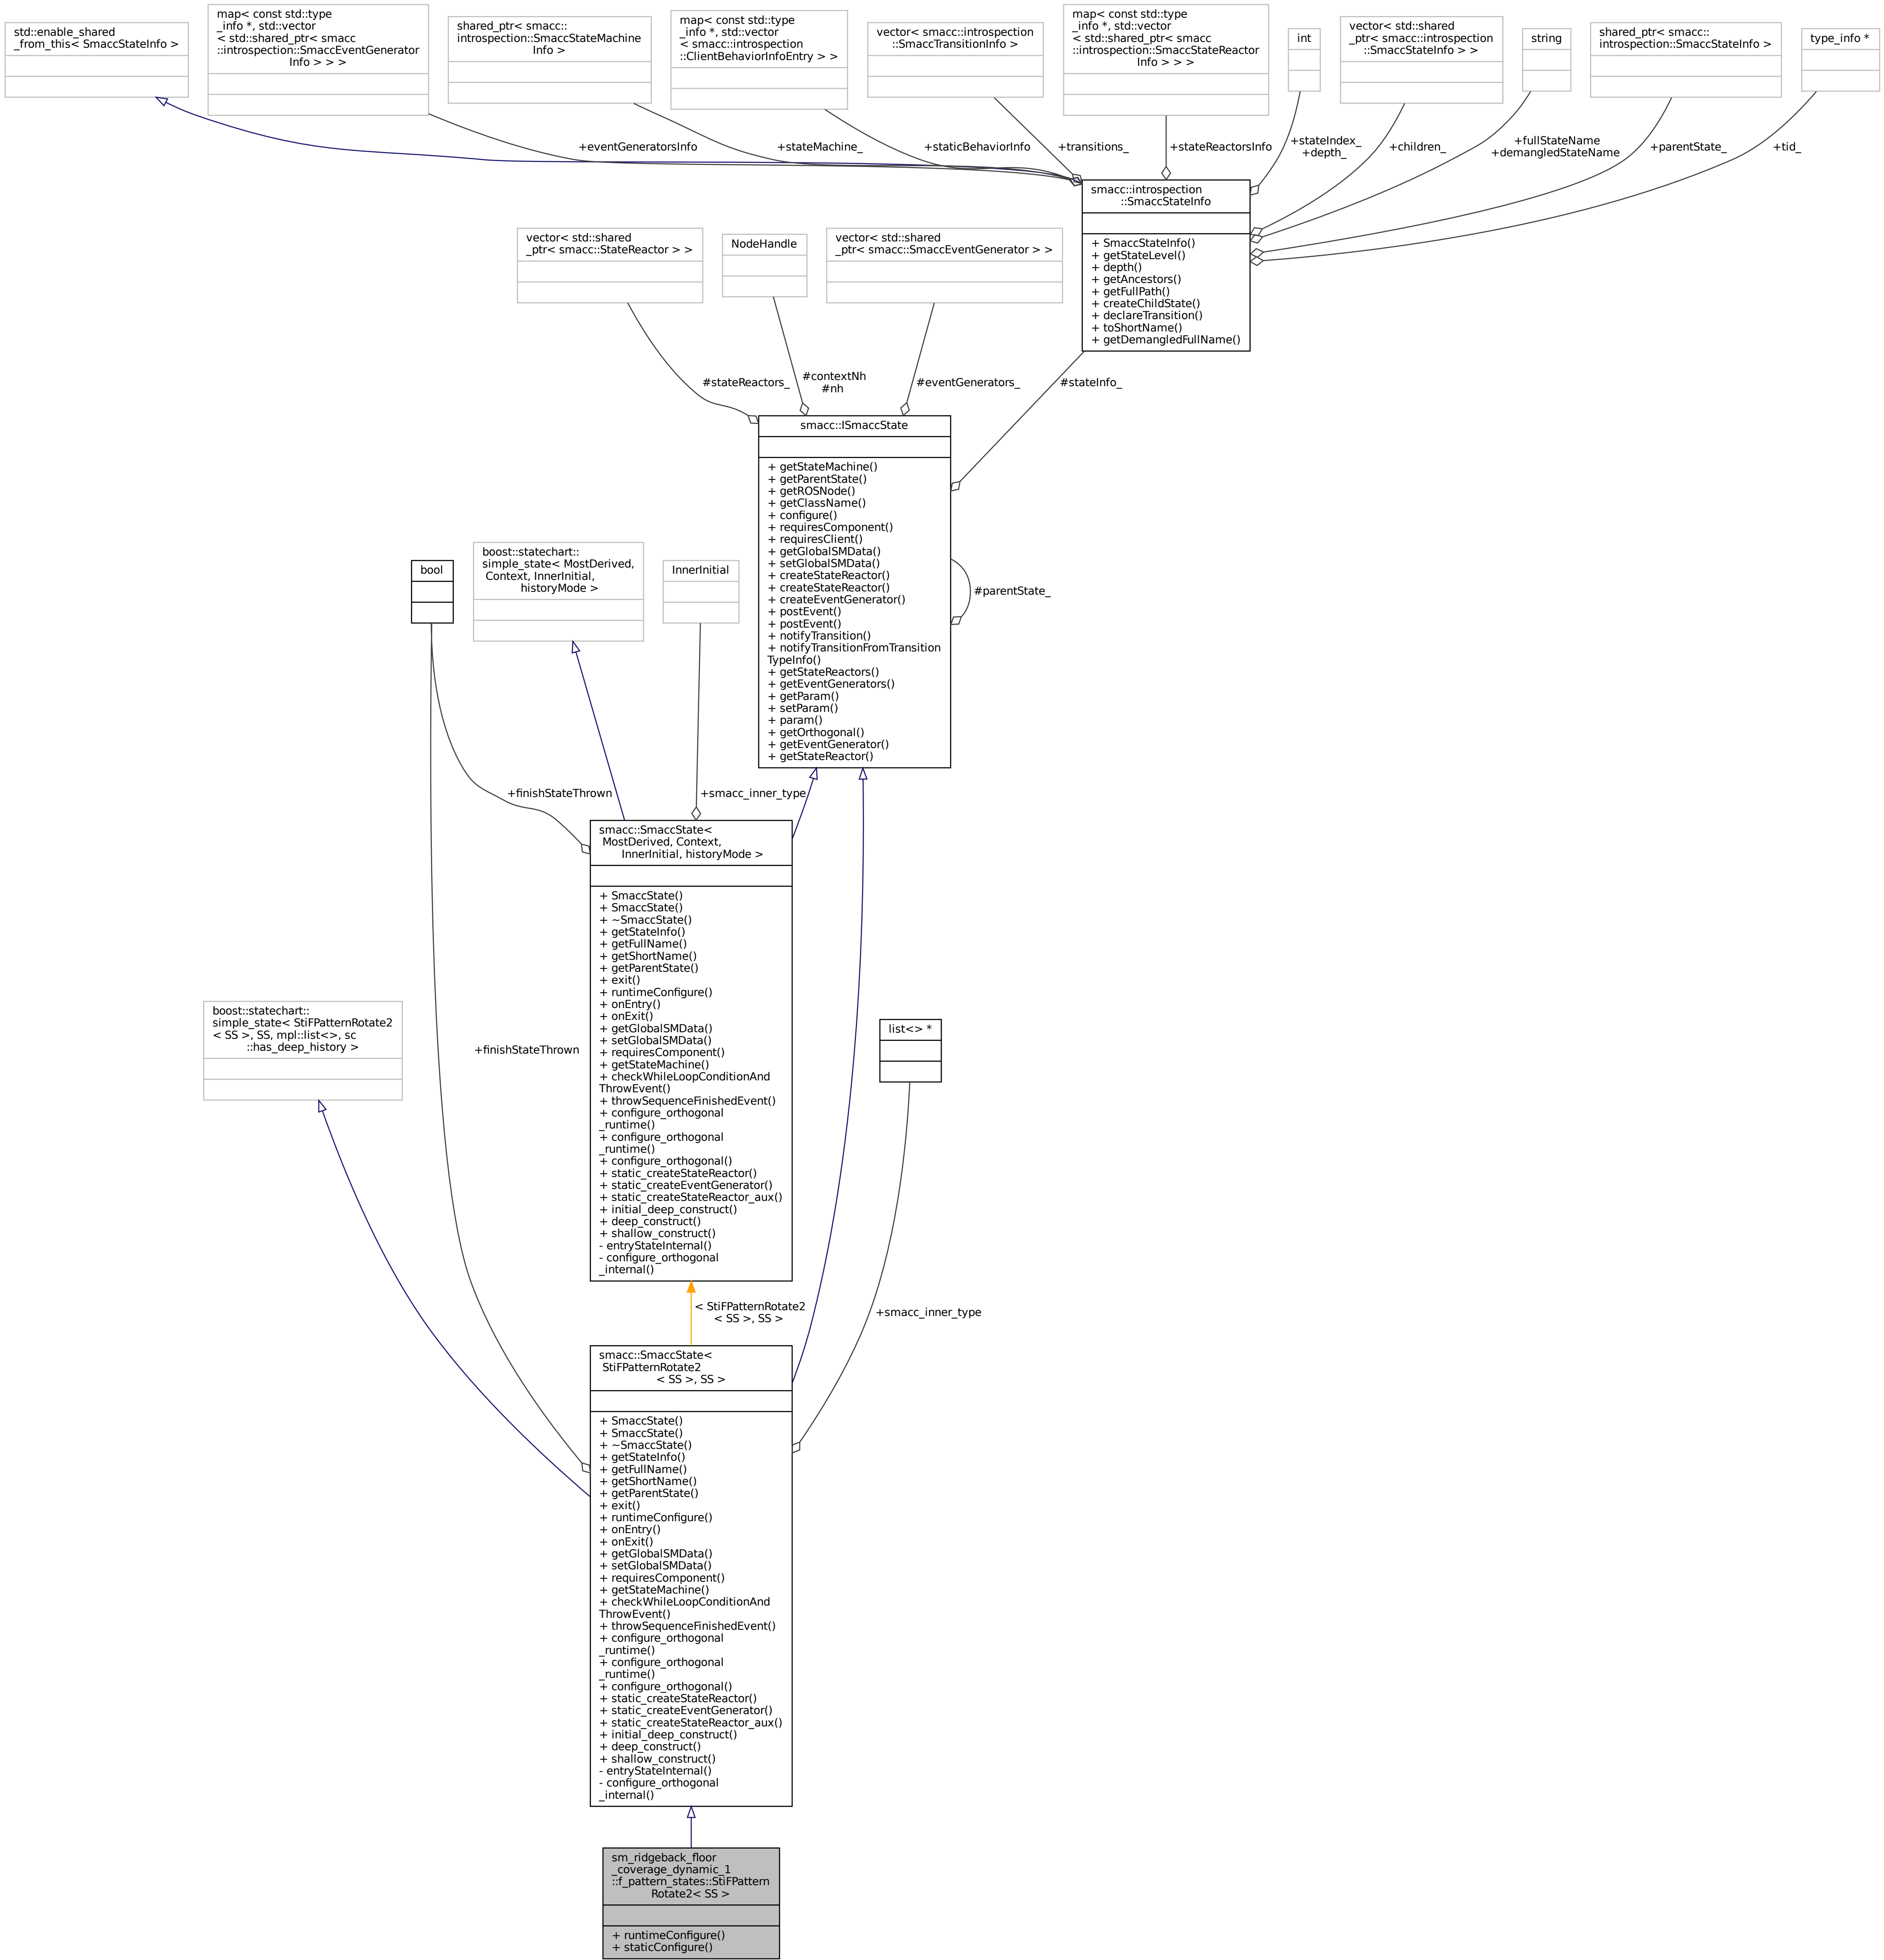 std::enable_shared
_from_this< SmaccStateInfo >
map< const std::type
_info *, std::vector
< std::shared_ptr< smacc
::introspection::SmaccEventGenerator
Info > > >
shared_ptr< smacc::
introspection::SmaccStateMachine
Info >
map< const std::type
_info *, std::vector
< smacc::introspection
::ClientBehaviorInfoEntry > >
vector< smacc::introspection
::SmaccTransitionInfo >
map< const std::type
_info *, std::vector
< std::shared_ptr< smacc
::introspection::SmaccStateReactor
Info > > >
int
vector< std::shared
_ptr< smacc::introspection
::SmaccStateInfo > >
string
shared_ptr< smacc::
introspection::SmaccStateInfo >
type_info *
+eventGeneratorsInfo
+stateMachine_
+staticBehaviorInfo
+transitions_
+stateReactorsInfo
+stateIndex_
+depth_
+children_
+fullStateName
+demangledStateName
+parentState_
+tid_
smacc::introspection
::SmaccStateInfo
+ SmaccStateInfo()
+ getStateLevel()
+ depth()
+ getAncestors()
+ getFullPath()
+ createChildState()
+ declareTransition()
+ toShortName()
+ getDemangledFullName()
vector< std::shared
_ptr< smacc::StateReactor > >
NodeHandle
vector< std::shared
_ptr< smacc::SmaccEventGenerator > >
#stateReactors_
#contextNh
#nh
#eventGenerators_
#stateInfo_
smacc::ISmaccState
+ getStateMachine()
+ getParentState()
+ getROSNode()
+ getClassName()
+ configure()
+ requiresComponent()
+ requiresClient()
+ getGlobalSMData()
+ setGlobalSMData()
+ createStateReactor()
+ createStateReactor()
+ createEventGenerator()
+ postEvent()
+ postEvent()
+ notifyTransition()
+ notifyTransitionFromTransition
TypeInfo()
+ getStateReactors()
+ getEventGenerators()
+ getParam()
+ setParam()
+ param()
+ getOrthogonal()
+ getEventGenerator()
+ getStateReactor()
#parentState_
bool
boost::statechart::
simple_state< MostDerived,
Context, InnerInitial,
historyMode >
InnerInitial
+finishStateThrown
+smacc_inner_type
smacc::SmaccState<
MostDerived, Context,
InnerInitial, historyMode >
+ SmaccState()
+ SmaccState()
+ ~SmaccState()
+ getStateInfo()
+ getFullName()
+ getShortName()
+ getParentState()
+ exit()
+ runtimeConfigure()
+ onEntry()
+ onExit()
+ getGlobalSMData()
+ setGlobalSMData()
+ requiresComponent()
+ getStateMachine()
+ checkWhileLoopConditionAnd
ThrowEvent()
+ throwSequenceFinishedEvent()
+ configure_orthogonal
_runtime()
+ configure_orthogonal
_runtime()
+ configure_orthogonal()
+ static_createStateReactor()
+ static_createEventGenerator()
+ static_createStateReactor_aux()
+ initial_deep_construct()
+ deep_construct()
+ shallow_construct()
- entryStateInternal()
- configure_orthogonal
_internal()
boost::statechart::
simple_state< StiFPatternRotate2
< SS >, SS, mpl::list<>, sc
::has_deep_history >
+finishStateThrown
list<> *
< StiFPatternRotate2
< SS >, SS >
+smacc_inner_type
smacc::SmaccState<
StiFPatternRotate2
< SS >, SS >
+ SmaccState()
+ SmaccState()
+ ~SmaccState()
+ getStateInfo()
+ getFullName()
+ getShortName()
+ getParentState()
+ exit()
+ runtimeConfigure()
+ onEntry()
+ onExit()
+ getGlobalSMData()
+ setGlobalSMData()
+ requiresComponent()
+ getStateMachine()
+ checkWhileLoopConditionAnd
ThrowEvent()
+ throwSequenceFinishedEvent()
+ configure_orthogonal
_runtime()
+ configure_orthogonal
_runtime()
+ configure_orthogonal()
+ static_createStateReactor()
+ static_createEventGenerator()
+ static_createStateReactor_aux()
+ initial_deep_construct()
+ deep_construct()
+ shallow_construct()
- entryStateInternal()
- configure_orthogonal
_internal()
sm_ridgeback_floor
_coverage_dynamic_1
::f_pattern_states::StiFPattern
Rotate2< SS >
+ runtimeConfigure()
+ staticConfigure()